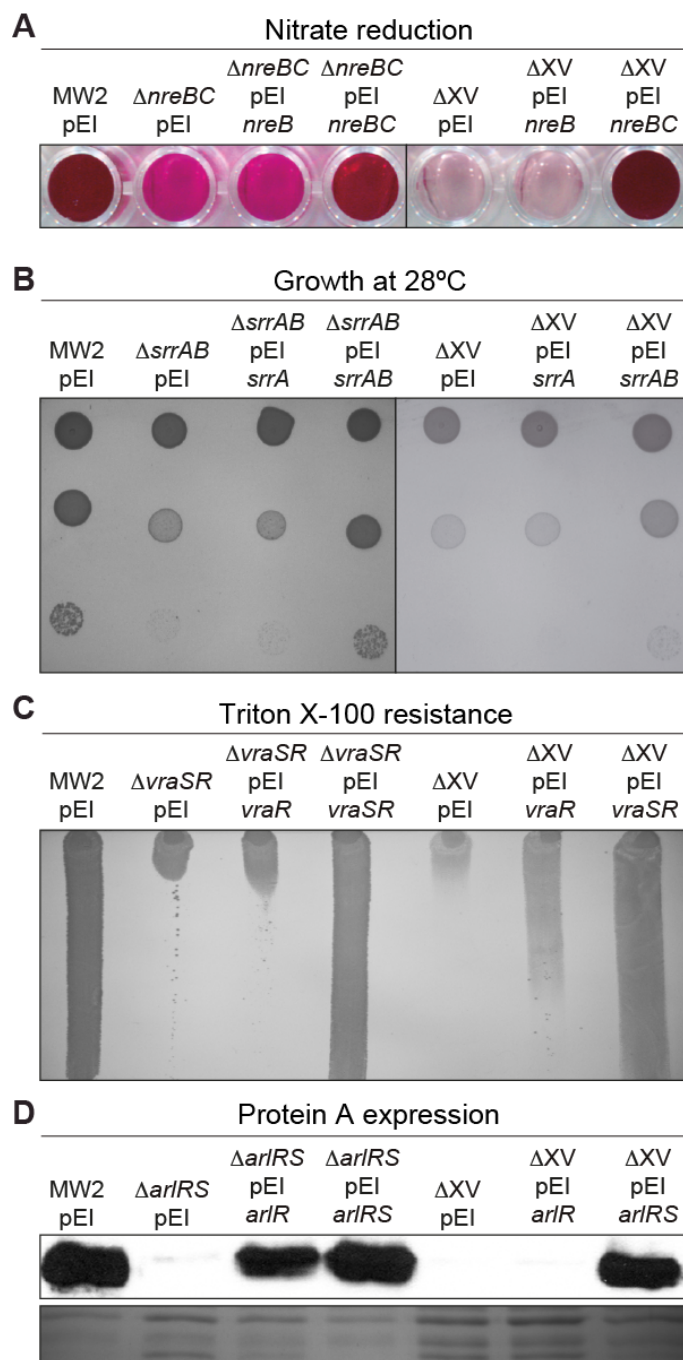 A
Nitrate reduction
MW2 pEI
ΔnreBC pEI
ΔnreBC pEI nreB
ΔnreBC pEI nreBC
ΔXV pEI
ΔXV pEI nreB
ΔXV pEI nreBC
B
Growth at 28ºC
MW2 pEI
ΔsrrAB pEI
ΔsrrAB pEI srrA
ΔsrrAB pEI srrAB
ΔXV pEI
ΔXV pEI srrA
ΔXV pEI srrAB
C
Triton X-100 resistance
MW2 pEI
ΔvraSR pEI
ΔvraSR pEI vraR
ΔvraSR pEI vraSR
ΔXV pEI
ΔXV pEI vraR
ΔXV pEI vraSR
D
Protein A expression
MW2 pEI
ΔarlRS pEI
ΔarlRS pEI arlR
ΔarlRS pEI arlRS
ΔXV pEI
ΔXV pEI arlR
ΔXV pEI arlRS